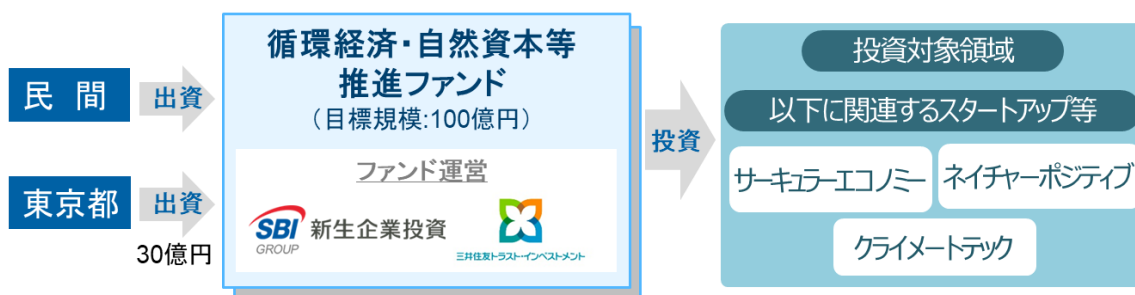 民間
出資
東京都
出資
30億円
循環経済・自然資本等
推進ファンド
（目標規模:100億円）
ファンド運営
SBI
GROUP
新生企業投資
三井住友トラスト・インベストメント
投資
投資対象領域
以下に関連するスタートアップ等
サーキュラーエコノミー
ネイチャーポジティブ
クライメートテック